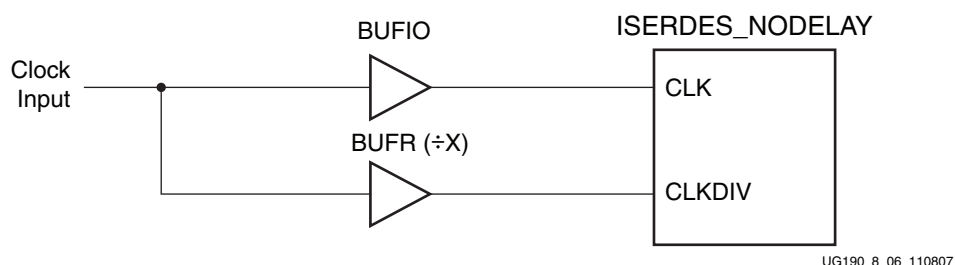 ISERDES_NODELAY
BUFIO
Clock
Input
CLK
BUFR (÷X)
CLKDIV
UG190_8_06_110807